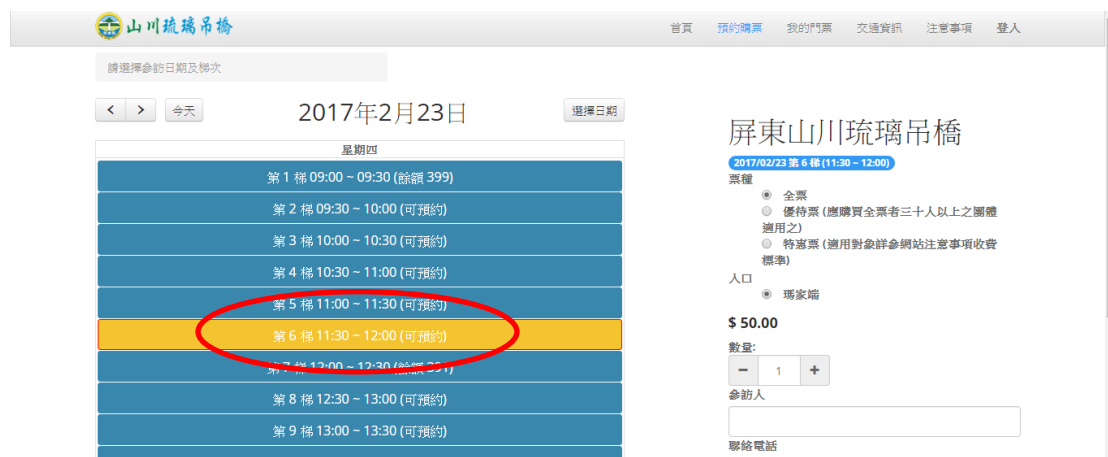 山川琉璃吊橋
首頁 預約購票 我的門票 交通資訊 注意事項 登入
請選擇參訪日期及梯次
今天
2017年2月23日
選擇日期
星期四
第 1 梯 09:00 ~ 09:30 (餘額 399)
第 2 梯 09:30 ~ 10:00 (可預約)
第 3 梯 10:00 ~ 10:30 (可預約)
第 4 梯 10:30 ~ 11:00 (可預約)
第 5 梯 11:00 ~ 11:30 (可預約)
第 6 梯 11:30 ~ 12:00 (可預約)
第 7 梯 12:00 ~ 12:30 (餘額 391)
第 8 梯 12:30 ~ 13:00 (可預約)
第 9 梯 13:00 ~ 13:30 (可預約)
屏東山川琉璃吊橋
2017/02/23 第 6 梯 (11:30 ~ 12:00)
票種
全票
優待票 (應購買全票者三十人以上之團體
適用之)
特惠票 (適用對象詳參網站注意事項收費
標準)
入口
瑪家端
$ 50.00
數量:
− 1 +
參訪人
聯絡電話